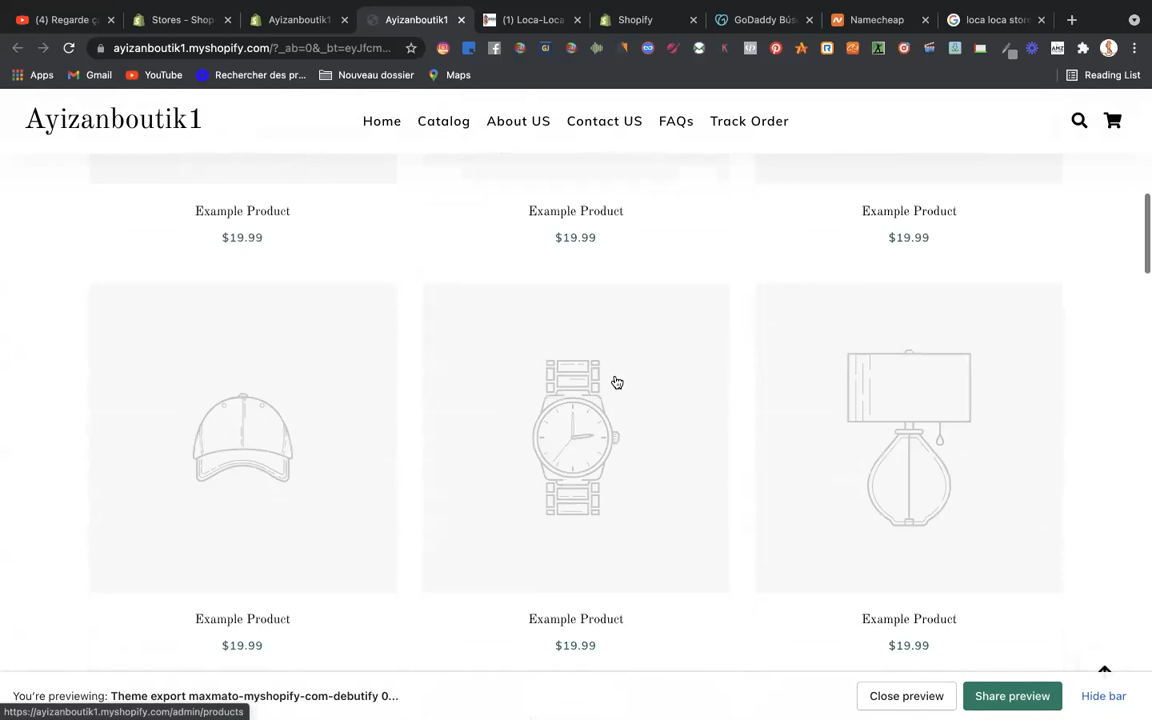 (4) Regarde ç
Stores - Shop
Ayizanboutik1
Ayizanboutik1
(1) Loca-Loca
Shopify
GoDaddy Bús
Namecheap
loca loca stor
ayizanboutik1.myshopify.com/?_ab=0&_bt=eyJfcm...
Apps
Gmail
YouTube
Rechercher des pr...
Nouveau dossier
Maps
Reading List
Ayizanboutik1
Home
Catalog
About US
Contact US
FAQs
Track Order
Example Product
Example Product
Example Product
$19.99
$19.99
$19.99
Example Product
Example Product
Example Product
$19.99
$19.99
$19.99
You're previewing: Theme export maxmato-myshopify-com-debutify 0...
Close preview
Share preview
Hide bar
https://ayizanboutik1.myshopify.com/admin/products